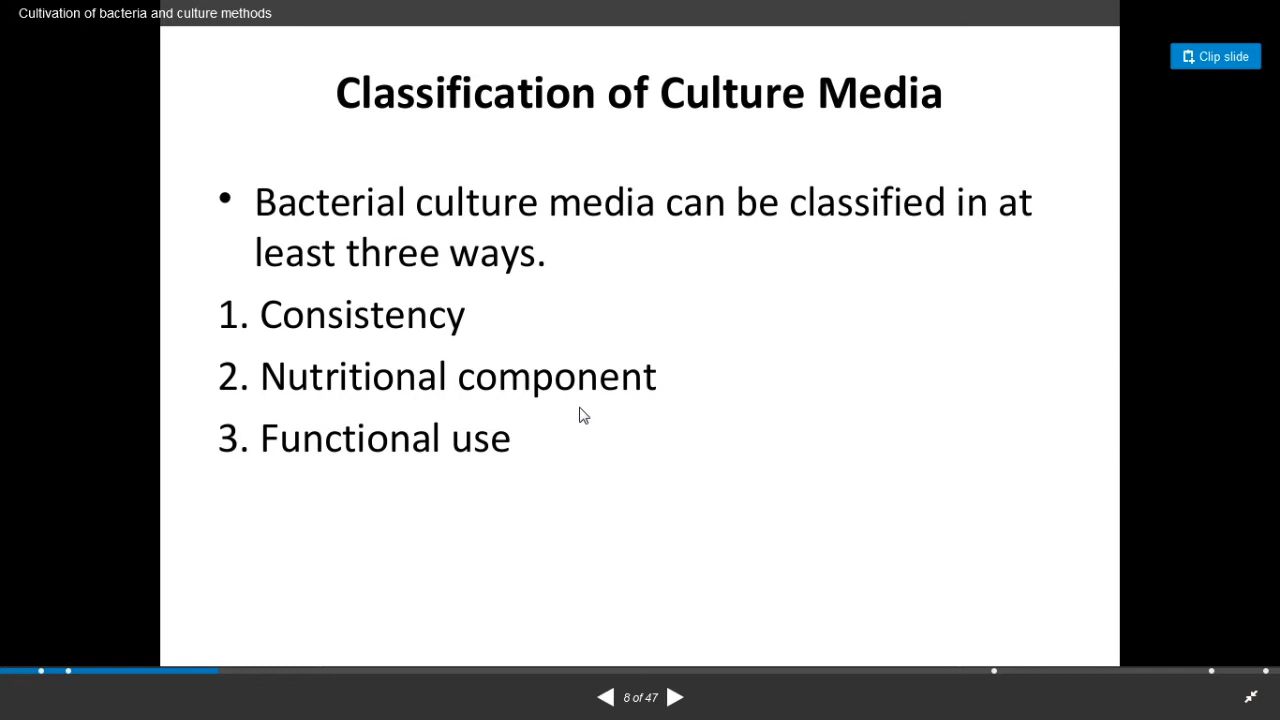 Cultivation of bacteria and culture methods
Clip slide
Classification of Culture Media
• Bacterial culture media can be classified in at
least three ways.
1. Consistency
2. Nutritional component
3. Functional use
8 of 47